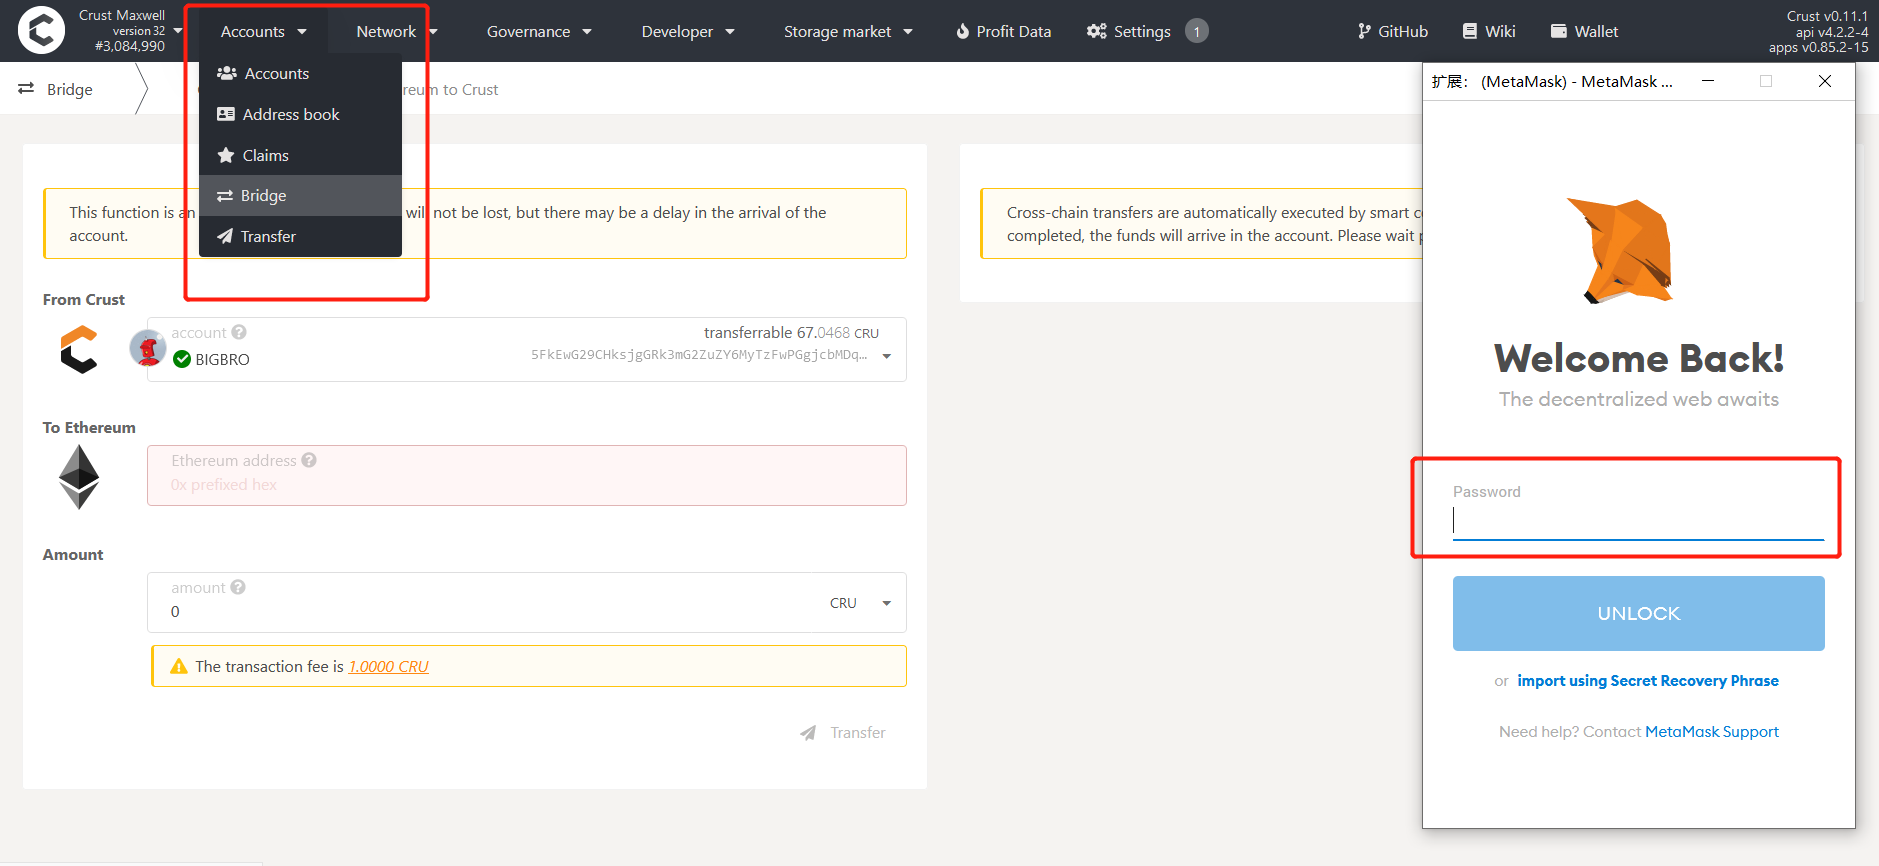 Crust Maxwell
version 32
#3,084,990
Accounts
Network
Governance
Developer
Storage market
Profit Data
Settings
1
GitHub
Wiki
Wallet
Crust v0.11.1
api v4.2.2-4
apps v0.85.2-15
Bridge
reum to Crust
Accounts
Address book
Claims
Bridge
Transfer
This function is an will not be lost, but there may be a delay in the arrival of the
account.
From Crust
account
transferrable 67.0468 CRU
BIGBRO
5FkEwG29CHksjgGRk3mG2ZuZY6MyTzFwPGgjcbMDq…
To Ethereum
Ethereum address
0x prefixed hex
Amount
amount
0
CRU
The transaction fee is 1.0000 CRU
Transfer
Cross-chain transfers are automatically executed by smart c
completed, the funds will arrive in the account. Please wait
扩展： (MetaMask) - MetaMask ...
Welcome Back!
The decentralized web awaits
Password
UNLOCK
or import using Secret Recovery Phrase
Need help? Contact MetaMask Support